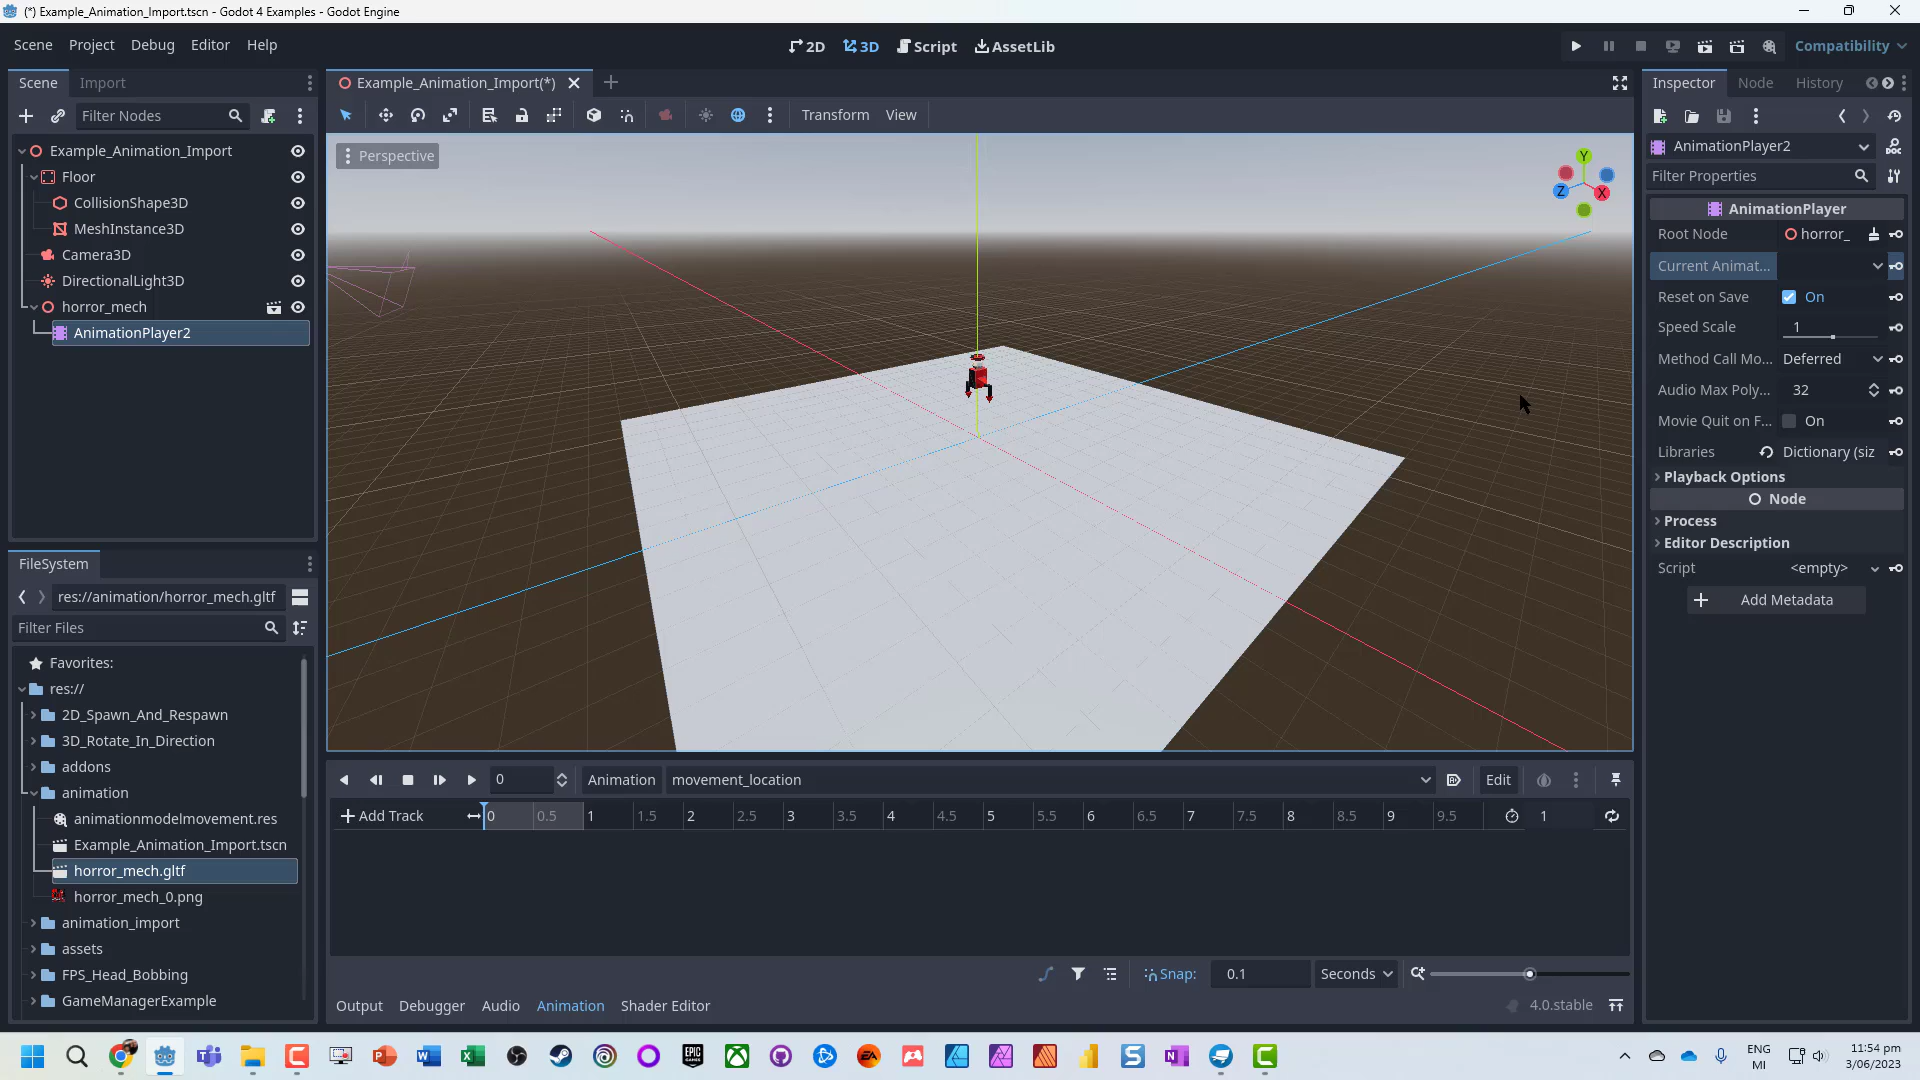 (*) Example_Animation_Import.tscn - Godot 4 Examples - Godot Engine
Scene Project Debug Editor Help
2D 3D Script AssetLib
Compatibility
Scene Import
Filter Nodes
Example_Animation_Import
Floor
CollisionShape3D
MeshInstance3D
Camera3D
DirectionalLight3D
horror_mech
AnimationPlayer2
FileSystem
res://animation/horror_mech.gltf
Filter Files
Favorites:
res://
2D_Spawn_And_Respawn
3D_Rotate_In_Direction
addons
animation
animationmodelmovement.res
Example_Animation_Import.tscn
horror_mech.gltf
horror_mech_0.png
animation_import
assets
FPS_Head_Bobbing
GameManagerExample
Example_Animation_Import(*)
Transform View
Perspective
Y
Z X
0 Animation movement_location Edit
Add Track 0 0.5 1 1.5 2 2.5 3 3.5 4 4.5 5 5.5 6 6.5 7 7.5 8 8.5 9 9.5 1
Snap: 0.1 Seconds
Output Debugger Audio Animation Shader Editor 4.0.stable
Inspector Node History
AnimationPlayer2
Filter Properties
AnimationPlayer
Root Node horror_
Current Animat...
Reset on Save On
Speed Scale 1
Method Call Mo... Deferred
Audio Max Poly... 32
Movie Quit on F... On
Libraries Dictionary (siz
Playback Options
Node
Process
Editor Description
Script <empty>
Add Metadata
ENG
MI
11:54 pm
3/06/2023